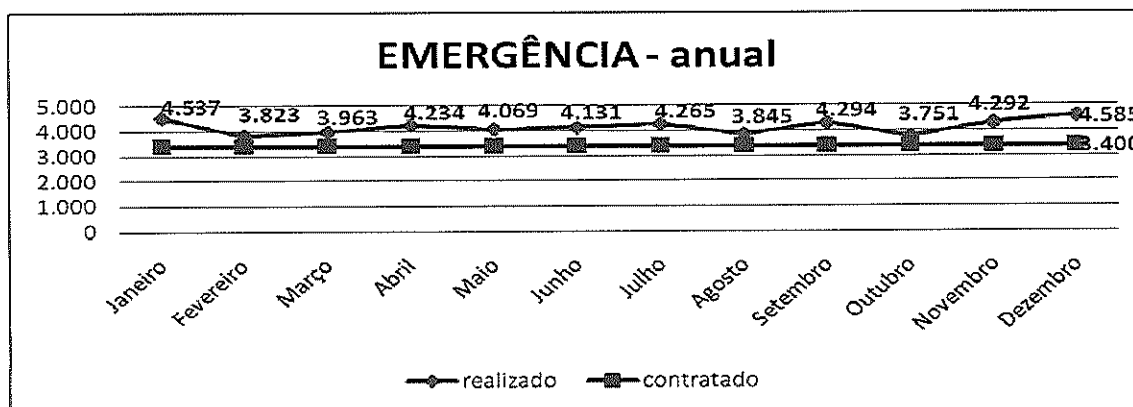 EMERGÊNCIA - anual
5.000
4.000
3.000
2.000
1.000
0
4.537 3.823 3.963 4.234 4.069 4.131 4.265 3.845 4.294 3.751 4.292 4.585
3.400
Janeiro Fevereiro Março Abril Maio Junho Julho Agosto Setembro Outubro Novembro Dezembro
realizado contratado